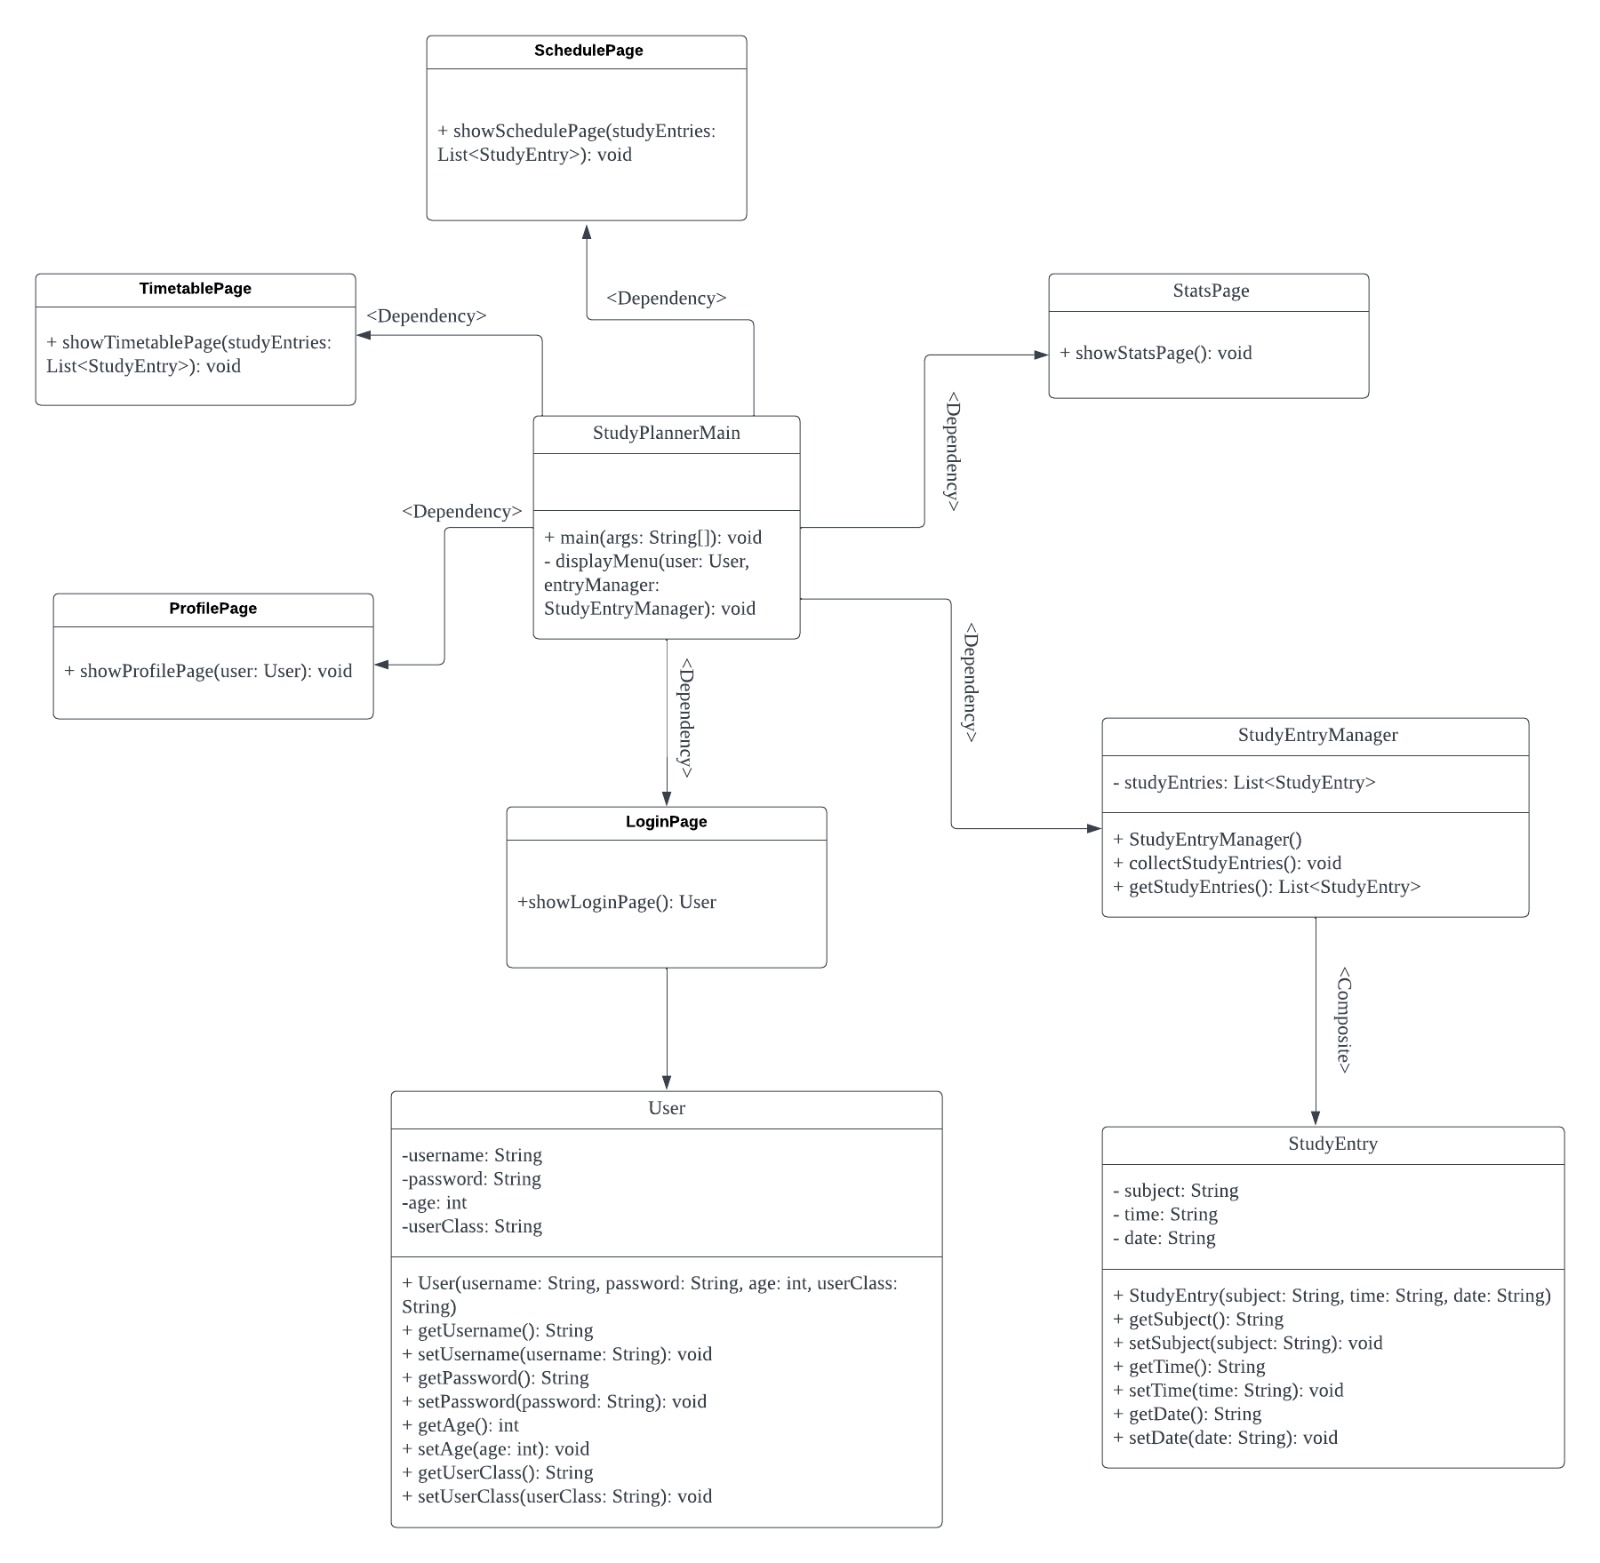 SchedulePage
+ showSchedulePage(studyEntries:
List<StudyEntry>): void
TimetablePage
+ showTimetablePage(studyEntries:
List<StudyEntry>): void
<Dependency>
<Dependency>
StatsPage
+ showStatsPage(): void
<Dependency>
StudyPlannerMain
+ main(args: String[]): void
- displayMenu(user: User,
entryManager:
StudyEntryManager): void
<Dependency>
ProfilePage
+ showProfilePage(user: User): void
<Dependency>
<Dependency>
LoginPage
+showLoginPage(): User
StudyEntryManager
- studyEntries: List<StudyEntry>
+ StudyEntryManager()
+ collectStudyEntries(): void
+ getStudyEntries(): List<StudyEntry>
<Composite>
User
-username: String
-password: String
-age: int
-userClass: String
+ User(username: String, password: String, age: int, userClass:
String)
+ getUsername(): String
+ setUsername(username: String): void
+ getPassword(): String
+ setPassword(password: String): void
+ getAge(): int
+ setAge(age: int): void
+ getUserClass(): String
+ setUserClass(userClass: String): void
StudyEntry
- subject: String
- time: String
- date: String
+ StudyEntry(subject: String, time: String, date: String)
+ getSubject(): String
+ setSubject(subject: String): void
+ getTime(): String
+ setTime(time: String): void
+ getDate(): String
+ setDate(date: String): void